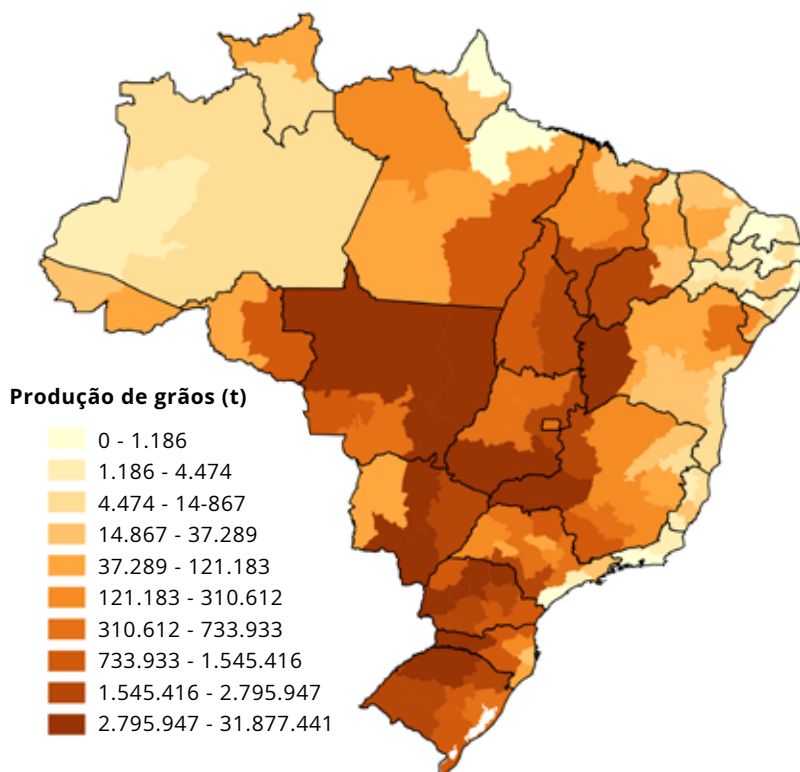 Produção de grãos (t)
0 - 1.186
1.186 - 4.474
4.474 - 14-867
14.867 - 37.289
37.289 - 121.183
121.183 - 310.612
310.612 - 733.933
733.933 - 1.545.416
1.545.416 - 2.795.947
2.795.947 - 31.877.441